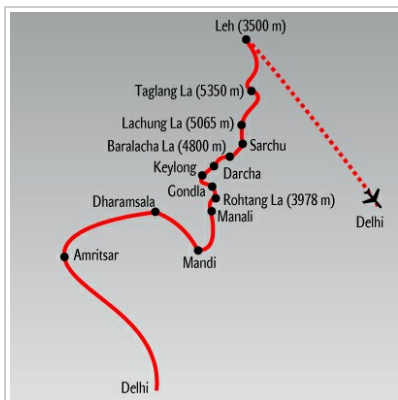 Leh (3500 m)
Taglang La (5350 m)
Lachung La (5065 m)
Baralacha La (4800 m)
Sarchu
Keylong
Darcha
Gondla
Rohtang La (3978 m)
Dharamsala
Manali
Delhi
Mandi
Amritsar
Delhi